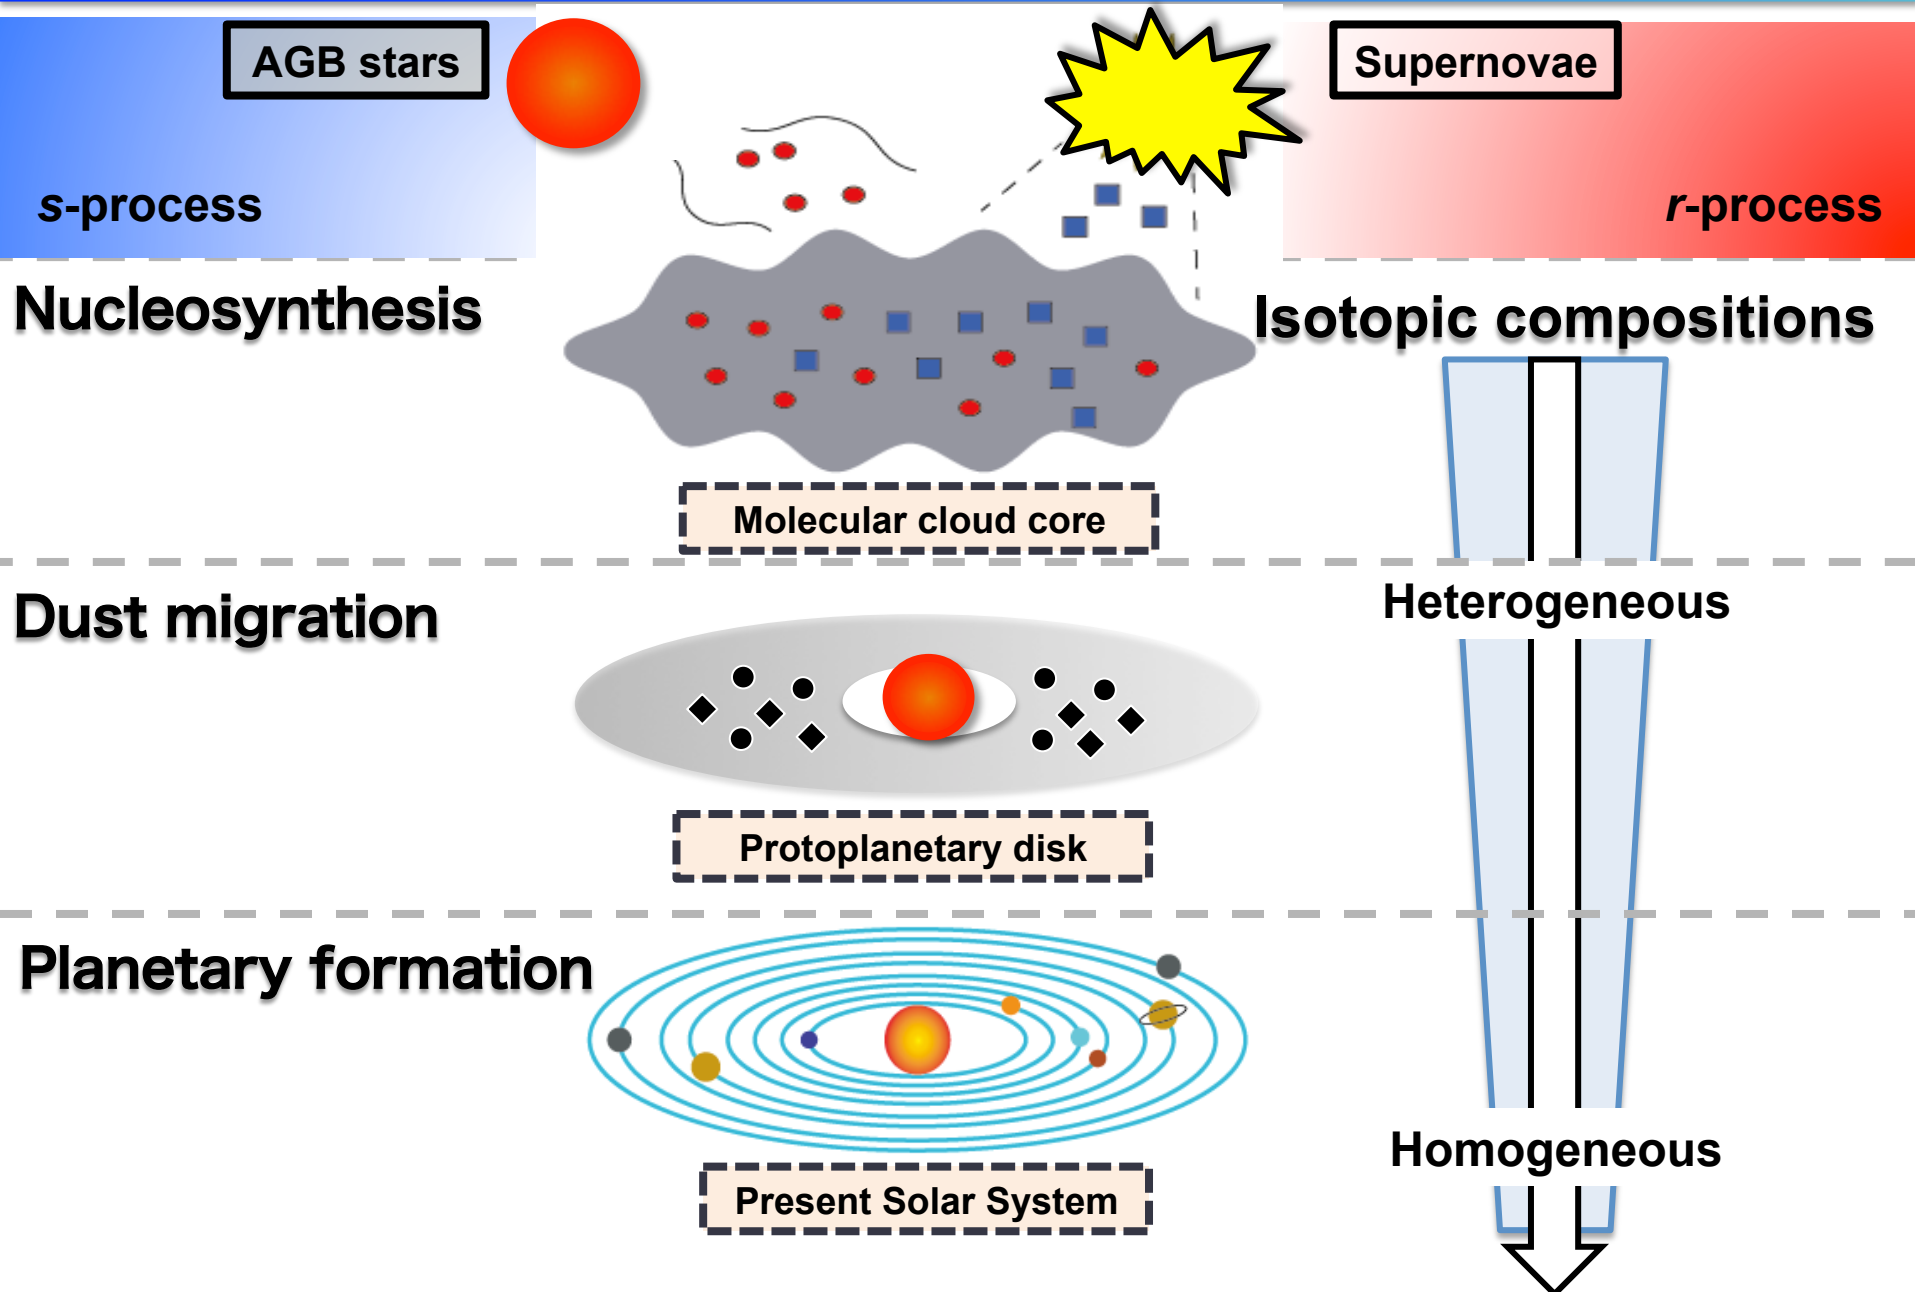 AGB stars
Supernovae
s-process
r-process
Nucleosynthesis
Isotopic compositions
Molecular cloud core
Dust migration
Heterogeneous
Protoplanetary disk
Planetary formation
Homogeneous
Present Solar System